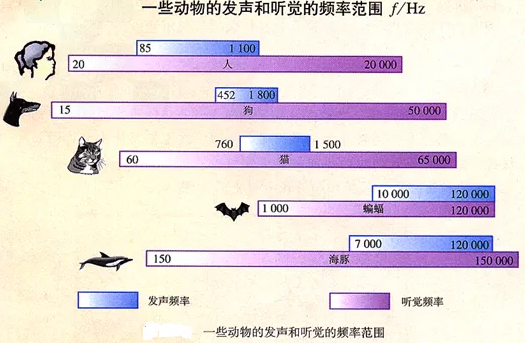 一些动物的发声和听觉的频率范围 f/Hz
85 1 100
20 人 20 000
452 1 800
15 狗 50 000
760 1 500
60 猫 65 000
10 000 120 000
1 000 蝙蝠 120 000
7 000 120 000
150 海豚 150 000
发声频率 听觉频率
一些动物的发声和听觉的频率范围